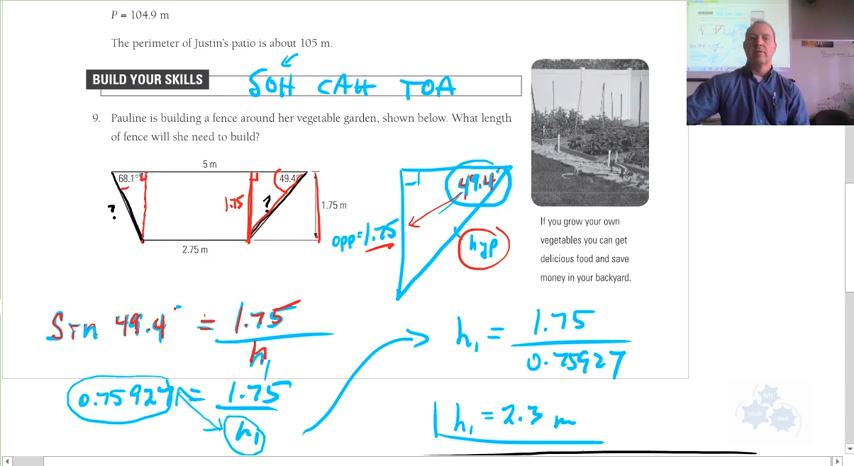 P = 104.9 m
The perimeter of Justin's patio is about 105 m.
BUILD YOUR SKILLS
SOH CAH TOA
9. Pauline is building a fence around her vegetable garden, shown below. What length
of fence will she need to build?
5 m
68.1°
49.4
?
1.75
?
1.75 m
2.75 m
49.4°
opp = 1.75
hyp
If you grow your own
vegetables you can get
delicious food and save
money in your backyard.
Sin 49.4° = 1.75 / h₁
h₁ = 1.75 / 0.75927
0.75927 = 1.75 / h₁
h₁ = 2.3 m